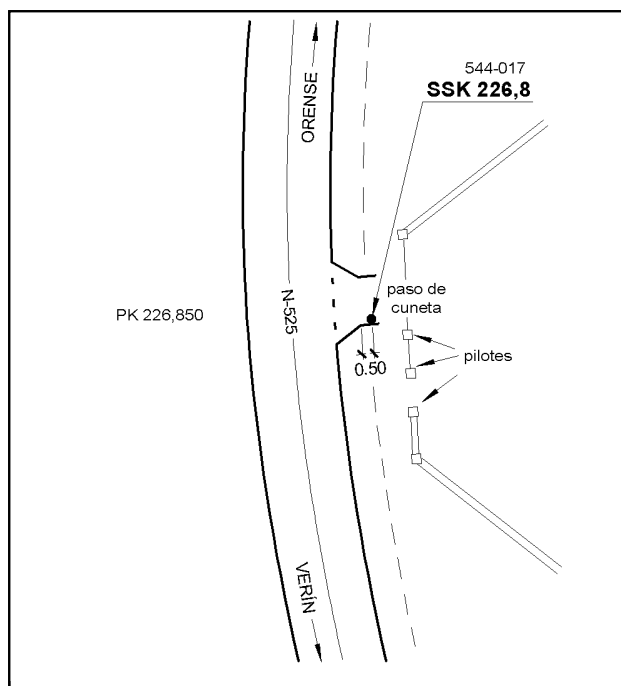 544-017
SSK 226,8
ORENSE
paso de
cuneta
N-525
PK 226,850
pilotes
0.50
VERÍN